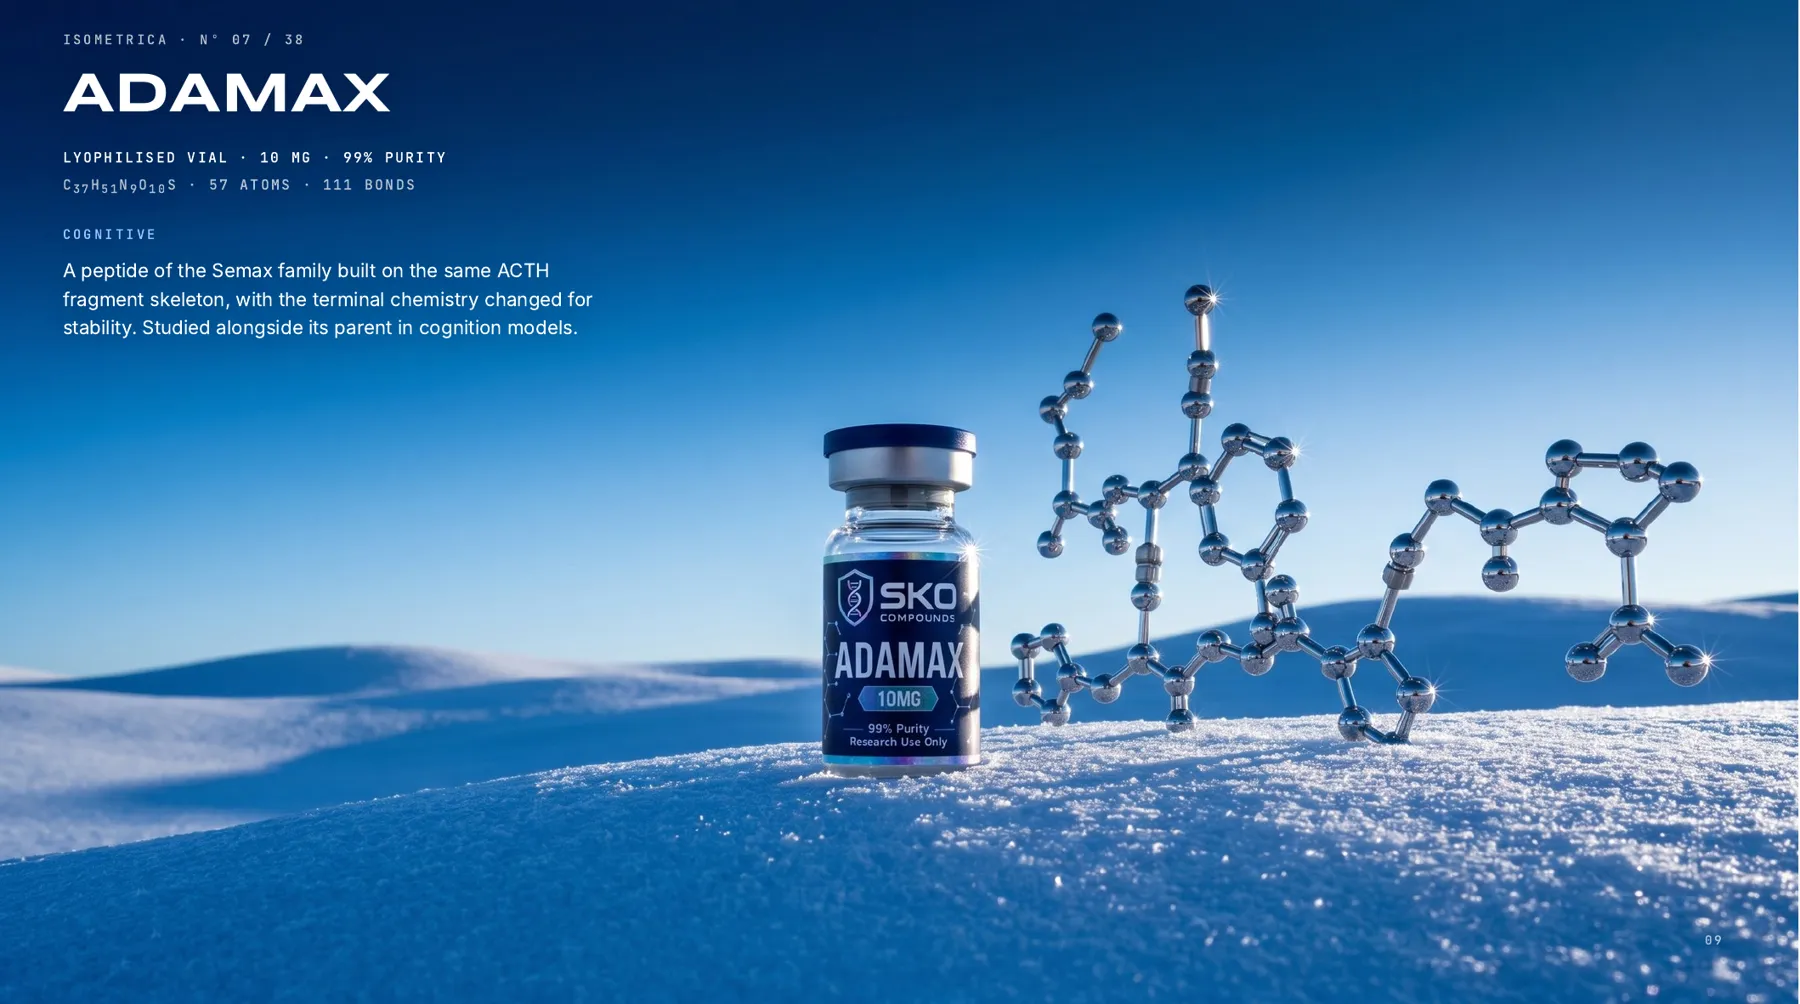 ISOMETRICA · N° 07 / 38
ADAMAX
LYOPHILISED VIAL · 10 MG · 99% PURITY
C₃₇H₅₁N₉O₁₀S · 57 ATOMS · 111 BONDS
COGNITIVE
A peptide of the Semax family built on the same ACTH
fragment skeleton, with the terminal chemistry changed for
stability. Studied alongside its parent in cognition models.
SKO
COMPOUNDS
ADAMAX
10MG
99% Purity
Research Use Only
09